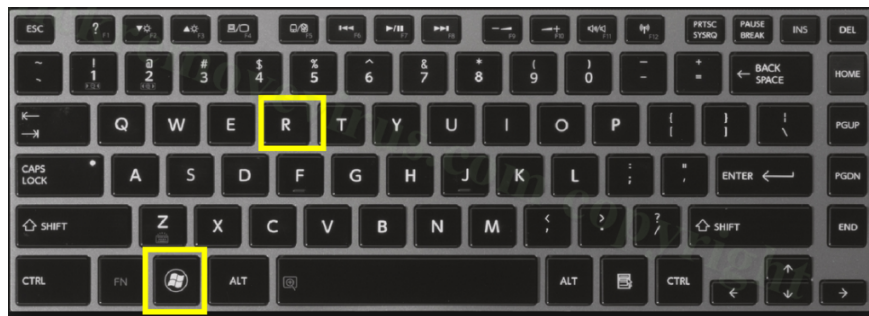 ESC ? F1 F2 F3 F4 F5 F6 F7 F8 F9 F10 F11 F12 PRTSC SYSRQ PAUSE BREAK INS DEL
~ ` ! 1 @ 2 # 3 $ 4 % 5 ^ 6 & 7 * 8 ( 9 ) 0 _ - + = ← BACK SPACE HOME
Q W E R T Y U I O P { [ } ] ¦ \ PGUP
CAPS LOCK A S D F G H J K L : ; " ' ENTER PGDN
SHIFT Z X C V B N M < , > . ? / SHIFT END
CTRL FN ALT ALT CTRL ← ↑ ↓ →